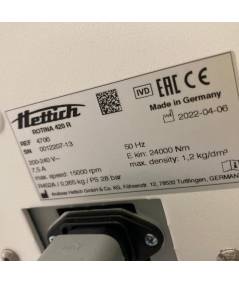 Hettich
IVD EAC CE
ROTINA 420 R
Made in Germany
REF 4706
2022-04-06
SN 0012207-13
200-240 V~
50 Hz
7,5 A
E kin: 24000 Nm
max. speed: 15000 rpm
max. density: 1,2 kg/dm³
/ 0,365 kg / PS 28 bar
Andreas Hettich GmbH & Co. KG, Föhrenstr. 12, 78532 Tuttlingen, GERMANY